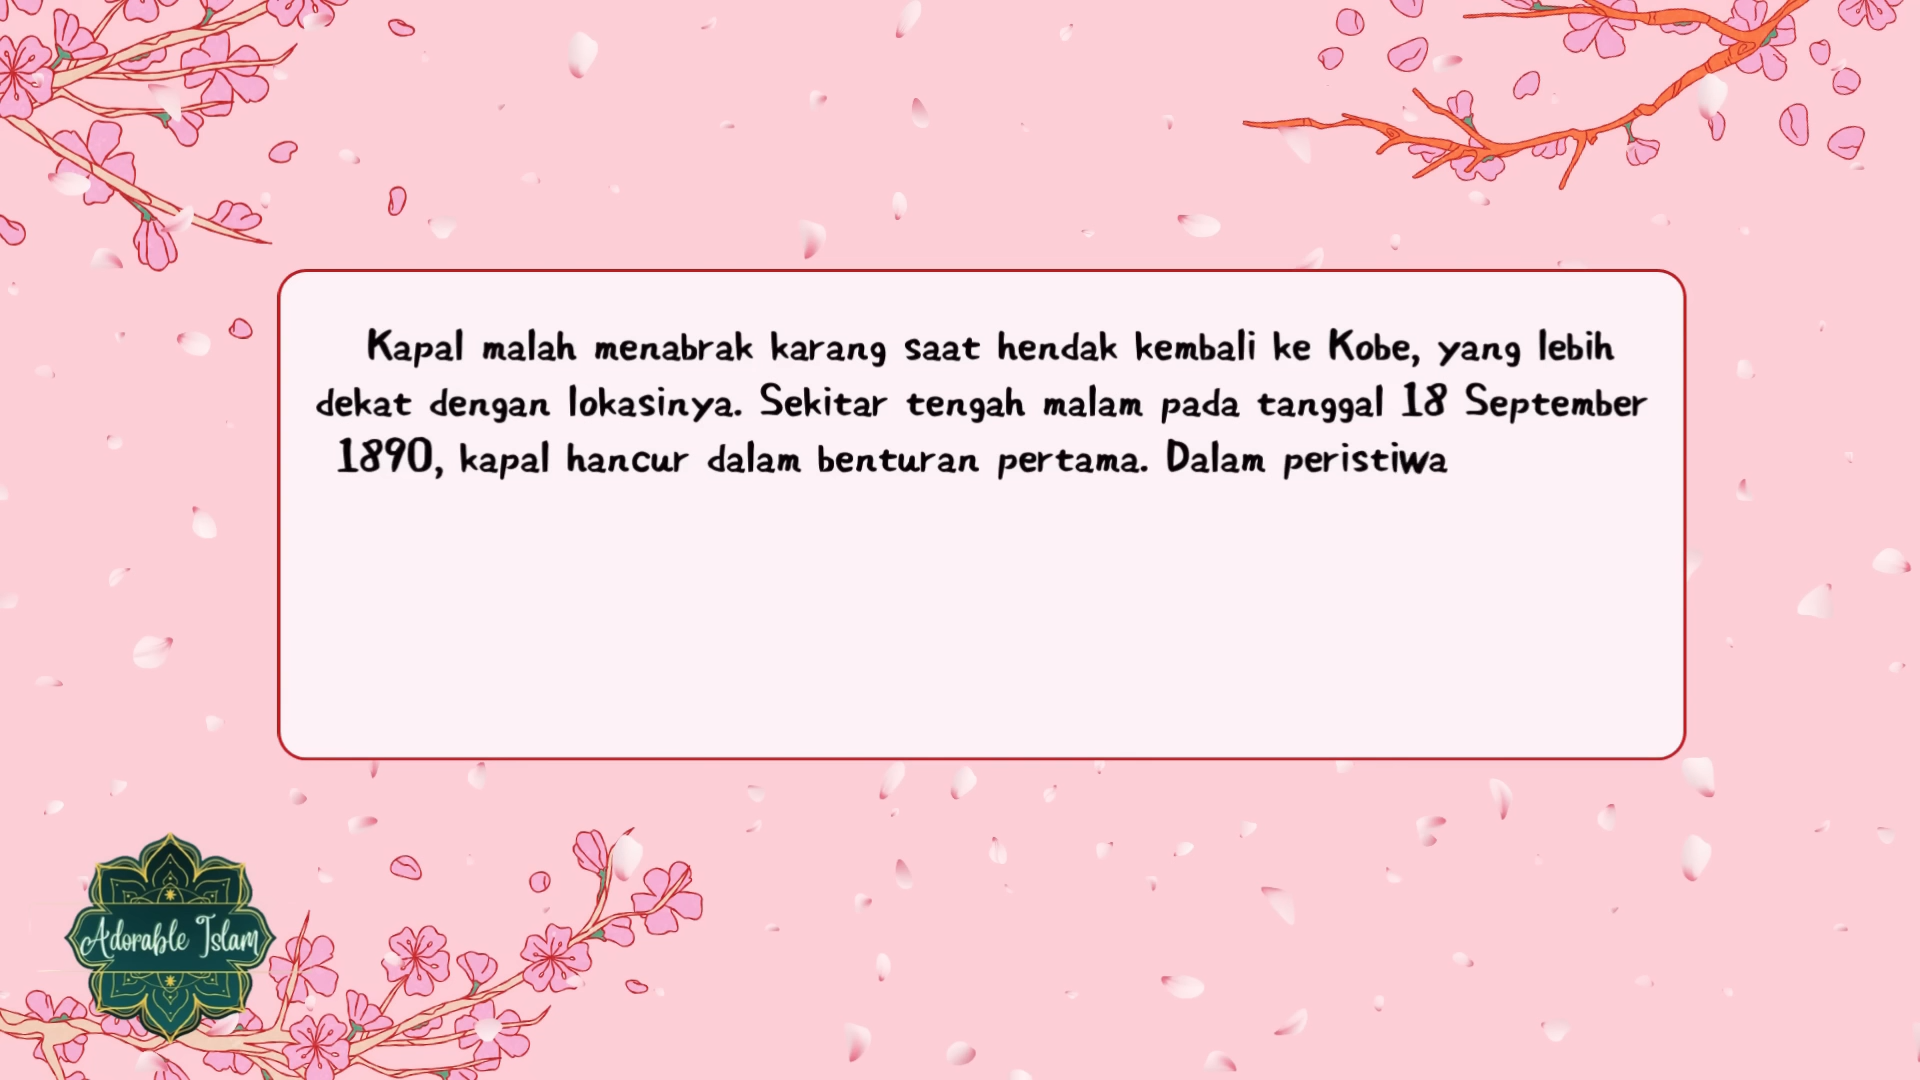 Kapal malah menabrak karang saat hendak kembali ke Kobe, yang lebih
dekat dengan lokasinya. Sekitar tengah malam pada tanggal 18 September
1890, kapal hancur dalam benturan pertama. Dalam peristiwa
Adorable Islam